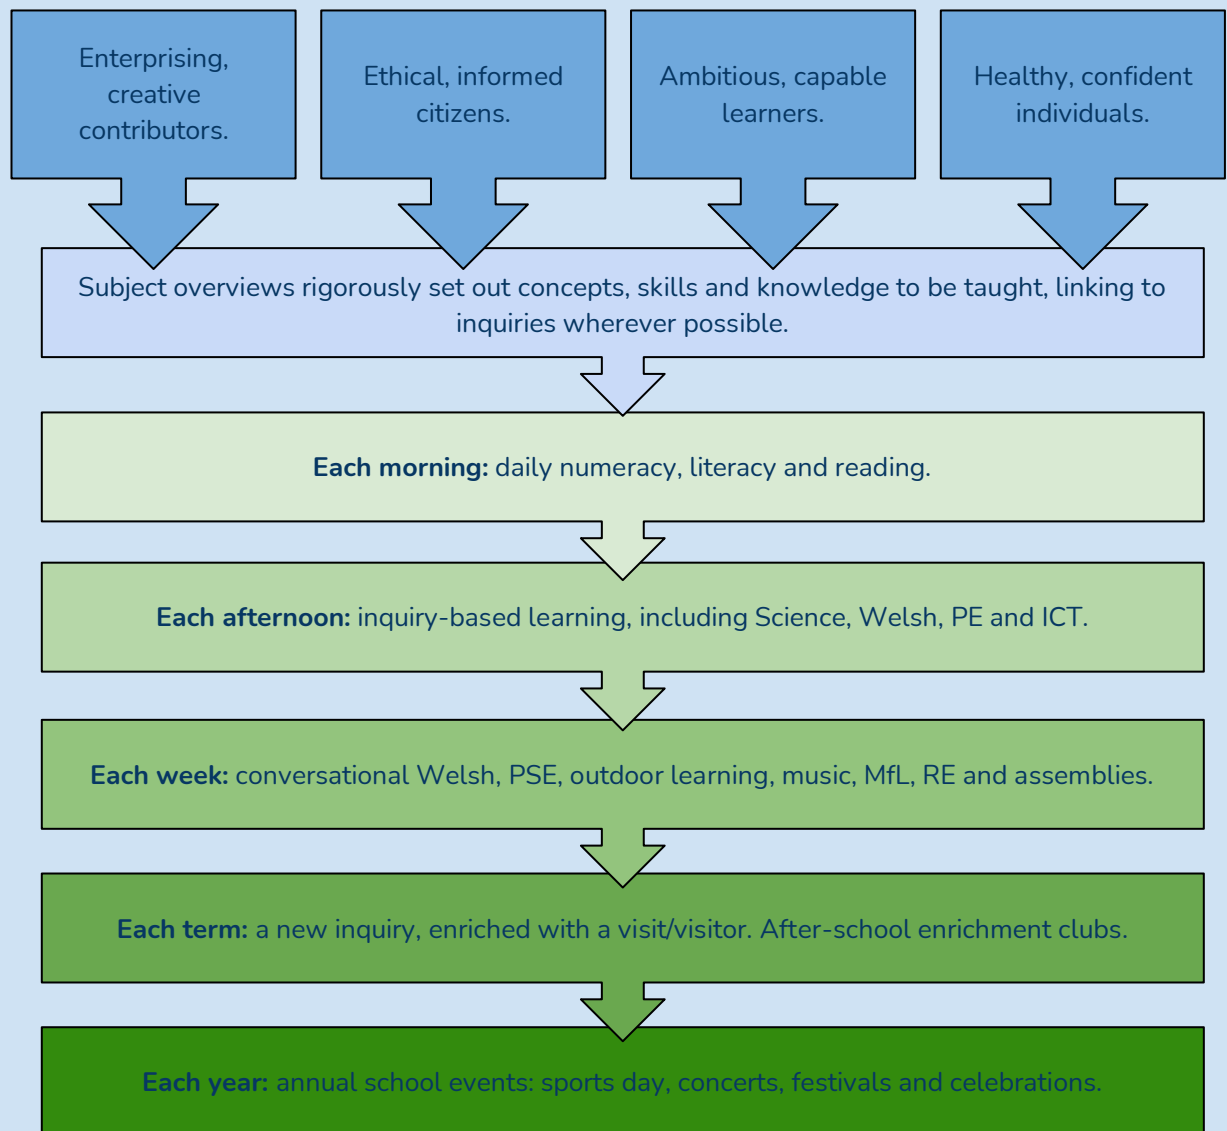 Enterprising,
creative
contributors.
Ethical, informed
citizens.
Ambitious, capable
learners.
Healthy, confident
individuals.
Subject overviews rigorously set out concepts, skills and knowledge to be taught, linking to
inquiries wherever possible.
Each morning: daily numeracy, literacy and reading.
Each afternoon: inquiry-based learning, including Science, Welsh, PE and ICT.
Each week: conversational Welsh, PSE, outdoor learning, music, MfL, RE and assemblies.
Each term: a new inquiry, enriched with a visit/visitor. After-school enrichment clubs.
Each year: annual school events: sports day, concerts, festivals and celebrations.